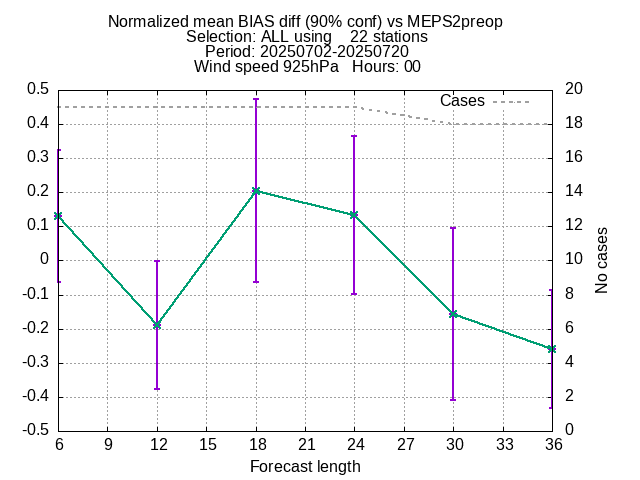 Normalized mean BIAS diff (90% conf) vs MEPS2preop
Selection: ALL using    22 stations
Period: 20250702-20250720
Wind speed 925hPa   Hours: 00
0.5
0.4
0.3
0.2
0.1
0
-0.1
-0.2
-0.3
-0.4
-0.5
Cases
20
18
16
14
12
10
8
6
4
2
0
No cases
6 9 12 15 18 21 24 27 30 33 36
Forecast length